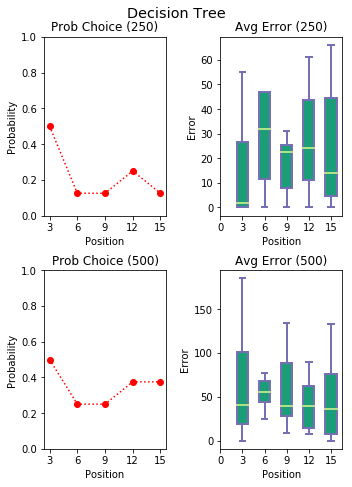 Decision Tree
Prob Choice (250)
Avg Error (250)
1.0
0.8
0.6
0.4
0.2
0.0
Probability
3 6 9 12 15
Position
60
50
40
30
20
10
0
Error
0 3 6 9 12 15
Position
Prob Choice (500)
Avg Error (500)
1.0
0.8
0.6
0.4
0.2
0.0
Probability
3 6 9 12 15
Position
150
100
50
0
Error
0 3 6 9 12 15
Position